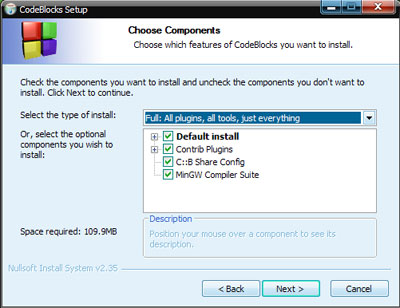 CodeBlocks Setup
Choose Components
Choose which features of CodeBlocks you want to install.
Check the components you want to install and uncheck the components you don't want to
install. Click Next to continue.
Select the type of install:
Full: All plugins, all tools, just everything
Or, select the optional
components you wish to
install:
Default install
Contrib Plugins
C::B Share Config
MinGW Compiler Suite
Space required: 109.9MB
Description
Position your mouse over a component to see its
description.
Nullsoft Install System v2.35
< Back
Next >
Cancel